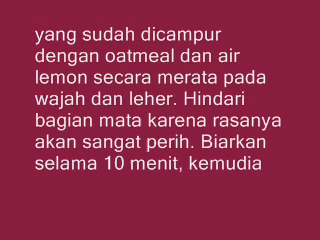 yang sudah dicampur
dengan oatmeal dan air
lemon secara merata pada
wajah dan leher. Hindari
bagian mata karena rasanya
akan sangat perih. Biarkan
selama 10 menit, kemudia